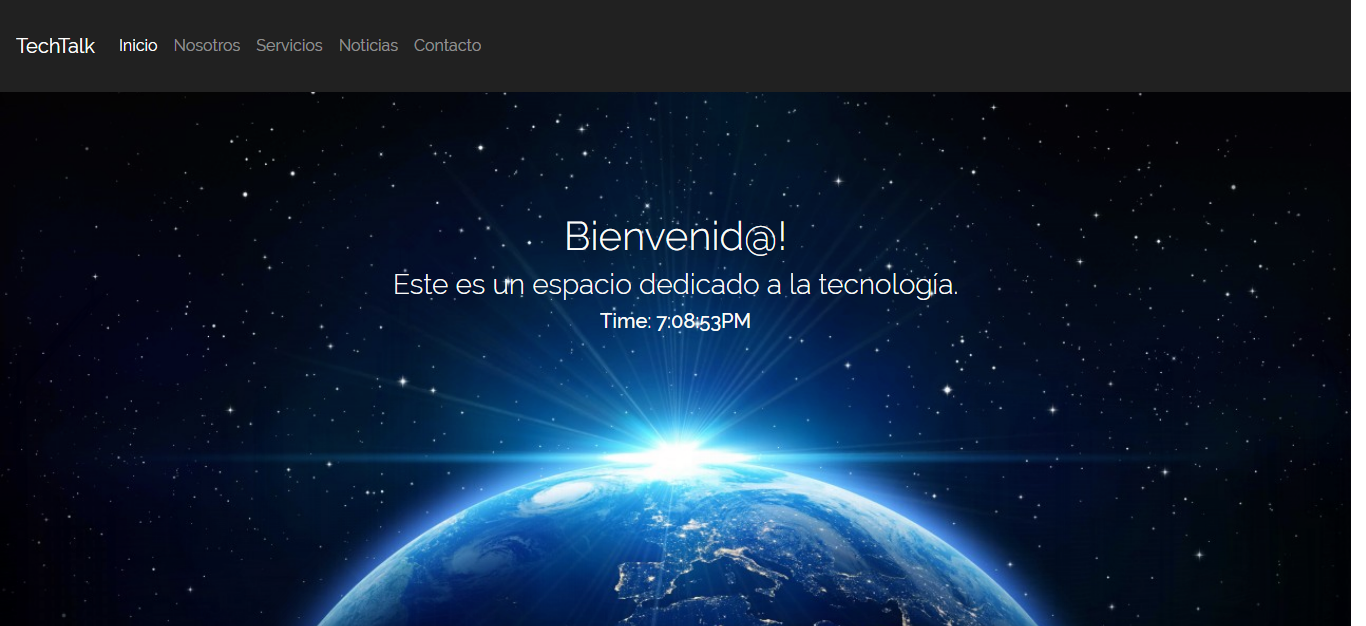 TechTalk Inicio Nosotros Servicios Noticias Contacto
Bienvenid@!
Este es un espacio dedicado a la tecnología.
Time: 7:08:53PM